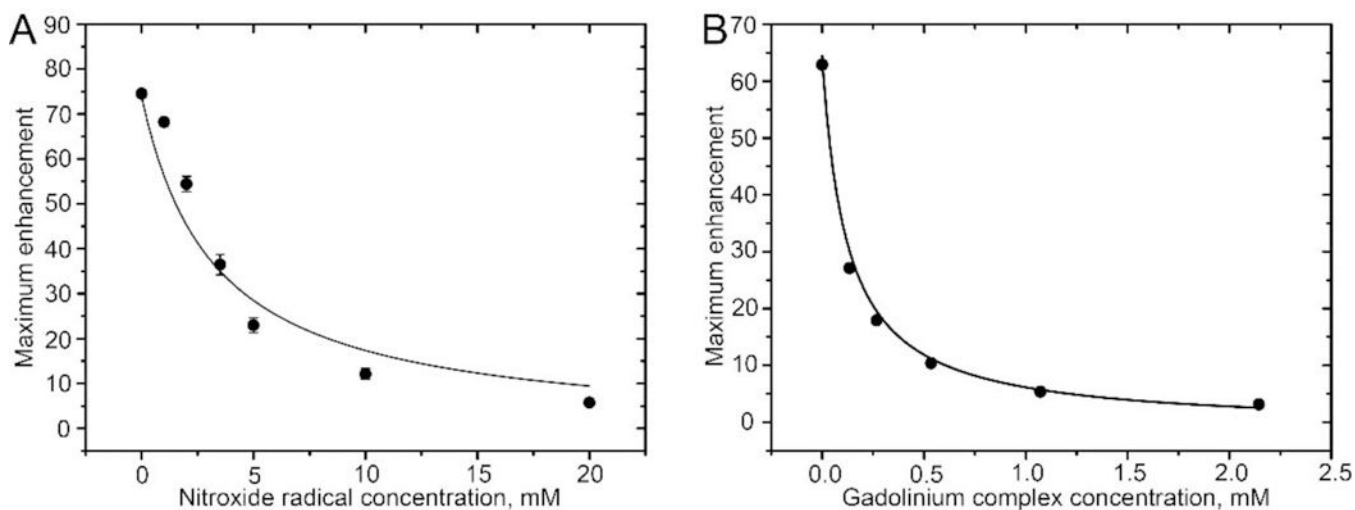 A
Maximum enhancement
90
80
70
60
50
40
30
20
10
0
0 5 10 15 20
Nitroxide radical concentration, mM
B
Maximum enhancement
70
60
50
40
30
20
10
0
0.0 0.5 1.0 1.5 2.0 2.5
Gadolinium complex concentration, mM